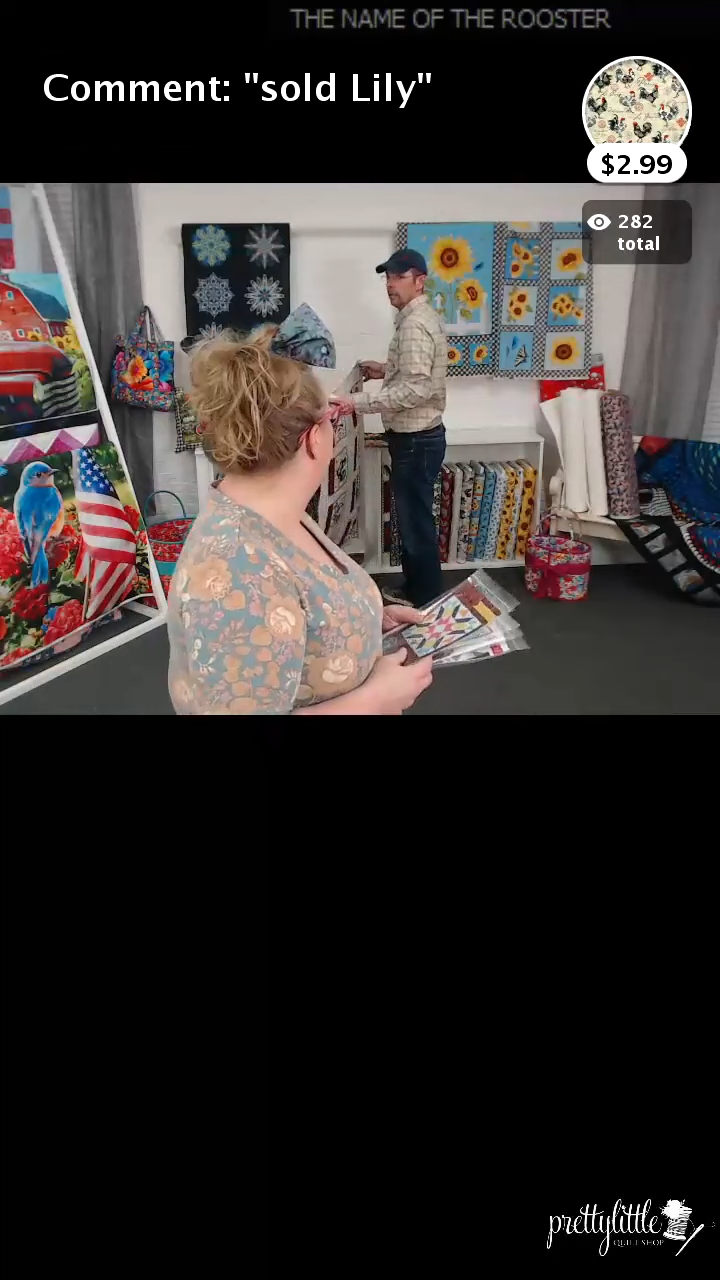 THE NAME OF THE ROOSTER
Comment: "sold Lily"
$2.99
282
total
prettylittle
QUILT SHOP